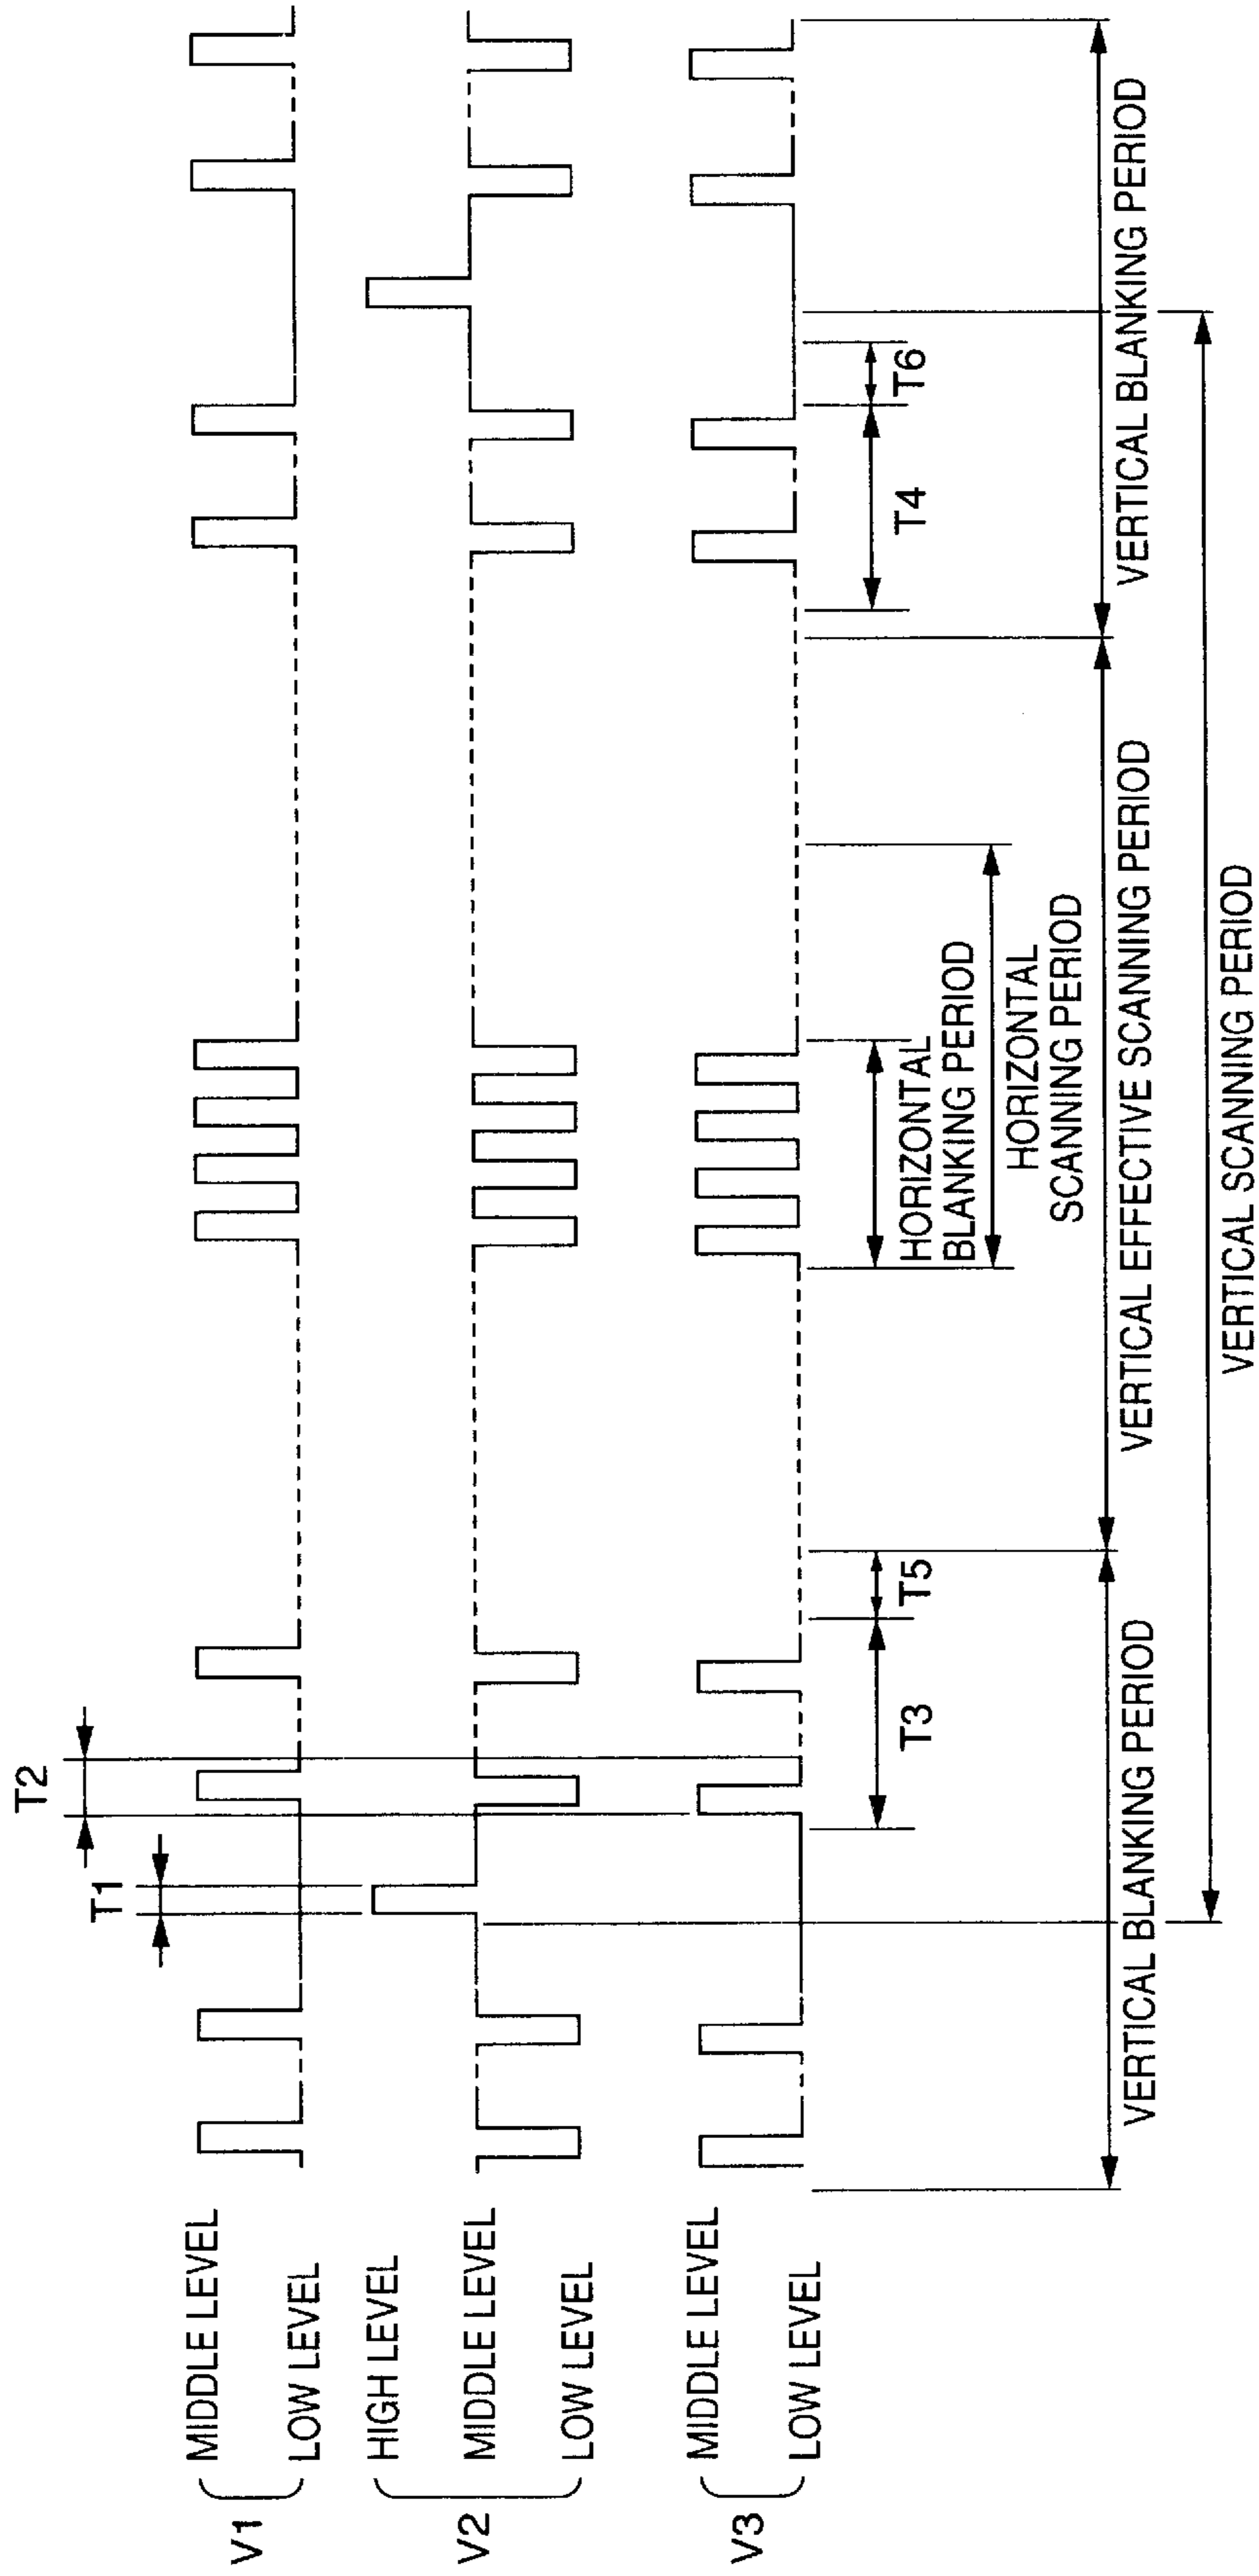 T2
T1
V1
MIDDLE LEVEL
LOW LEVEL
V2
HIGH LEVEL
MIDDLE LEVEL
LOW LEVEL
V3
MIDDLE LEVEL
LOW LEVEL
T3
T5
HORIZONTAL
BLANKING PERIOD
HORIZONTAL
SCANNING PERIOD
T4
T6
VERTICAL BLANKING PERIOD
VERTICAL EFFECTIVE SCANNING PERIOD
VERTICAL BLANKING PERIOD
VERTICAL SCANNING PERIOD